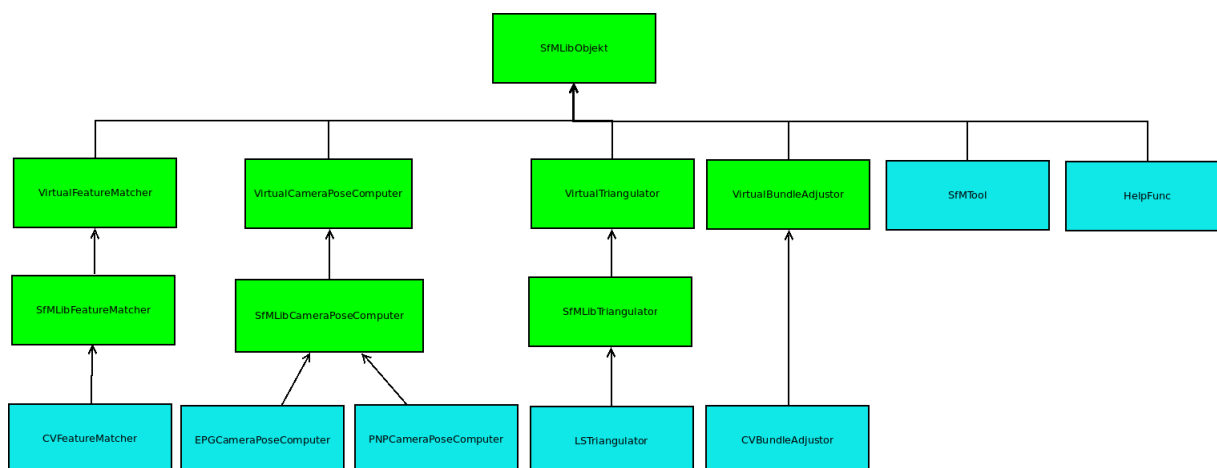 SfMLibObjekt
VirtualFeatureMatcher
VirtualCameraPoseComputer
VirtualTriangulator
VirtualBundleAdjustor
SfMTool
HelpFunc
SfMLibFeatureMatcher
SfMLibCameraPoseComputer
SfMLibTriangulator
CVFeatureMatcher
EPGCameraPoseComputer
PNPCameraPoseComputer
LSTriangulator
CVBundleAdjustor